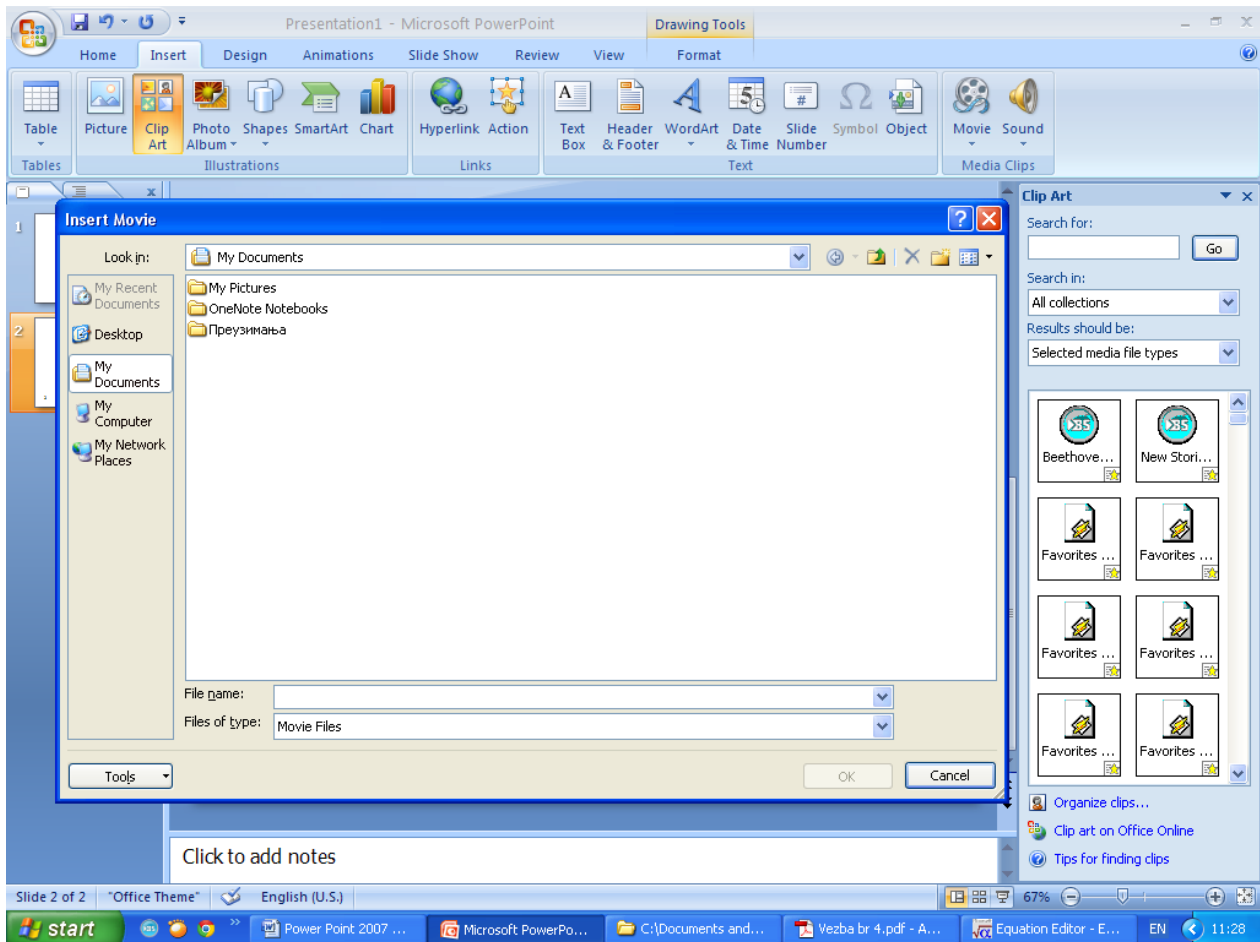 Presentation1 - Microsoft PowerPoint
Drawing Tools
Home Insert Design Animations Slide Show Review View Format
Table
Picture
Clip Art
Photo Album
Shapes
SmartArt
Chart
Hyperlink
Action
Text Box
Header & Footer
WordArt
Date & Time
Slide Number
Symbol
Object
Movie
Sound
Tables
Illustrations
Links
Text
Media Clips
1
2
Insert Movie
Look in:
My Documents
My Recent
Documents
Desktop
My
Documents
My
Computer
My Network
Places
My Pictures
OneNote Notebooks
Преузимања
File name:
Files of type:
Movie Files
Tools
OK
Cancel
Clip Art
Search for:
Go
Search in:
All collections
Results should be:
Selected media file types
Beethove...
New Stori...
Favorites ...
Favorites ...
Favorites ...
Favorites ...
Favorites ...
Favorites ...
Organize clips...
Clip art on Office Online
Tips for finding clips
Click to add notes
Slide 2 of 2
"Office Theme"
English (U.S.)
67%
start
Power Point 2007 ...
Microsoft PowerPo...
C:\Documents and...
Vezba br 4.pdf - A...
Equation Editor - E...
EN
11:28